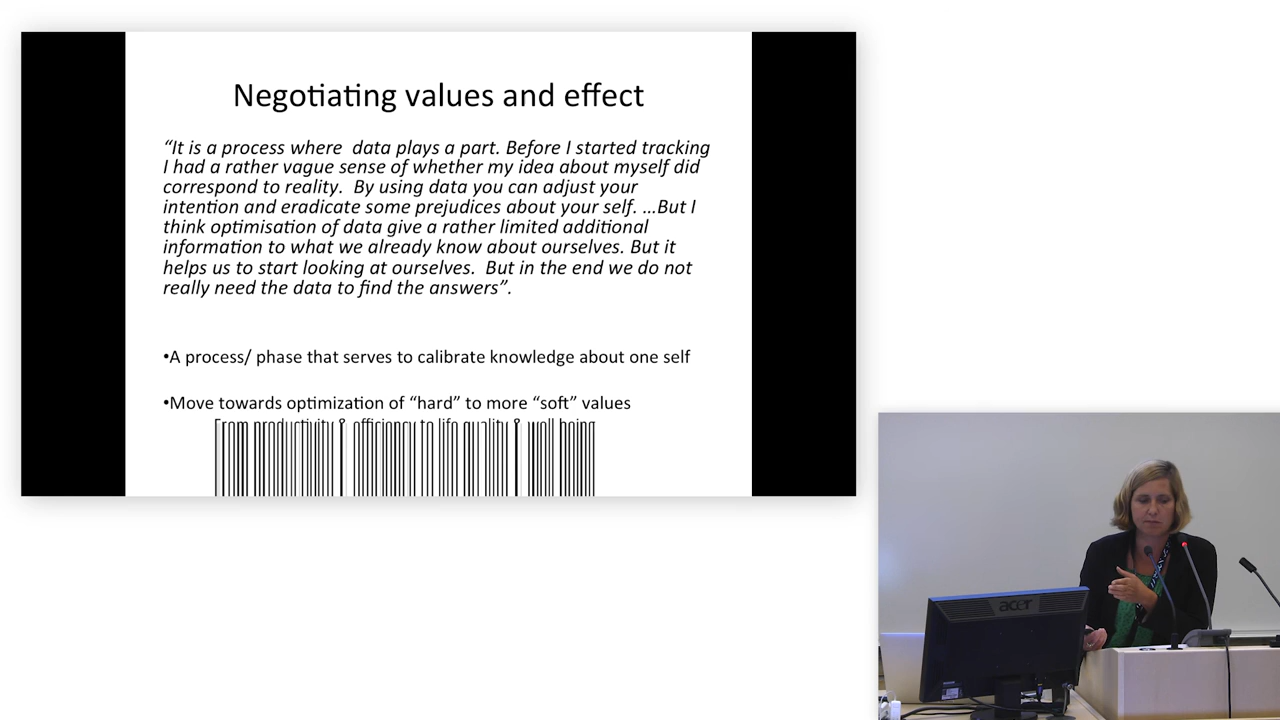 Negotiating values and effect
“It is a process where  data plays a part. Before I started tracking
I had a rather vague sense of whether my idea about myself did
correspond to reality.  By using data you can adjust your
intention and eradicate some prejudices about your self. ...But I
think optimisation of data give a rather limited additional
information to what we already know about ourselves. But it
helps us to start looking at ourselves.  But in the end we do not
really need the data to find the answers”.
•A process/ phase that serves to calibrate knowledge about one self
•Move towards optimization of “hard” to more “soft” values
From productivity & efficiency to life quality & well being
acer